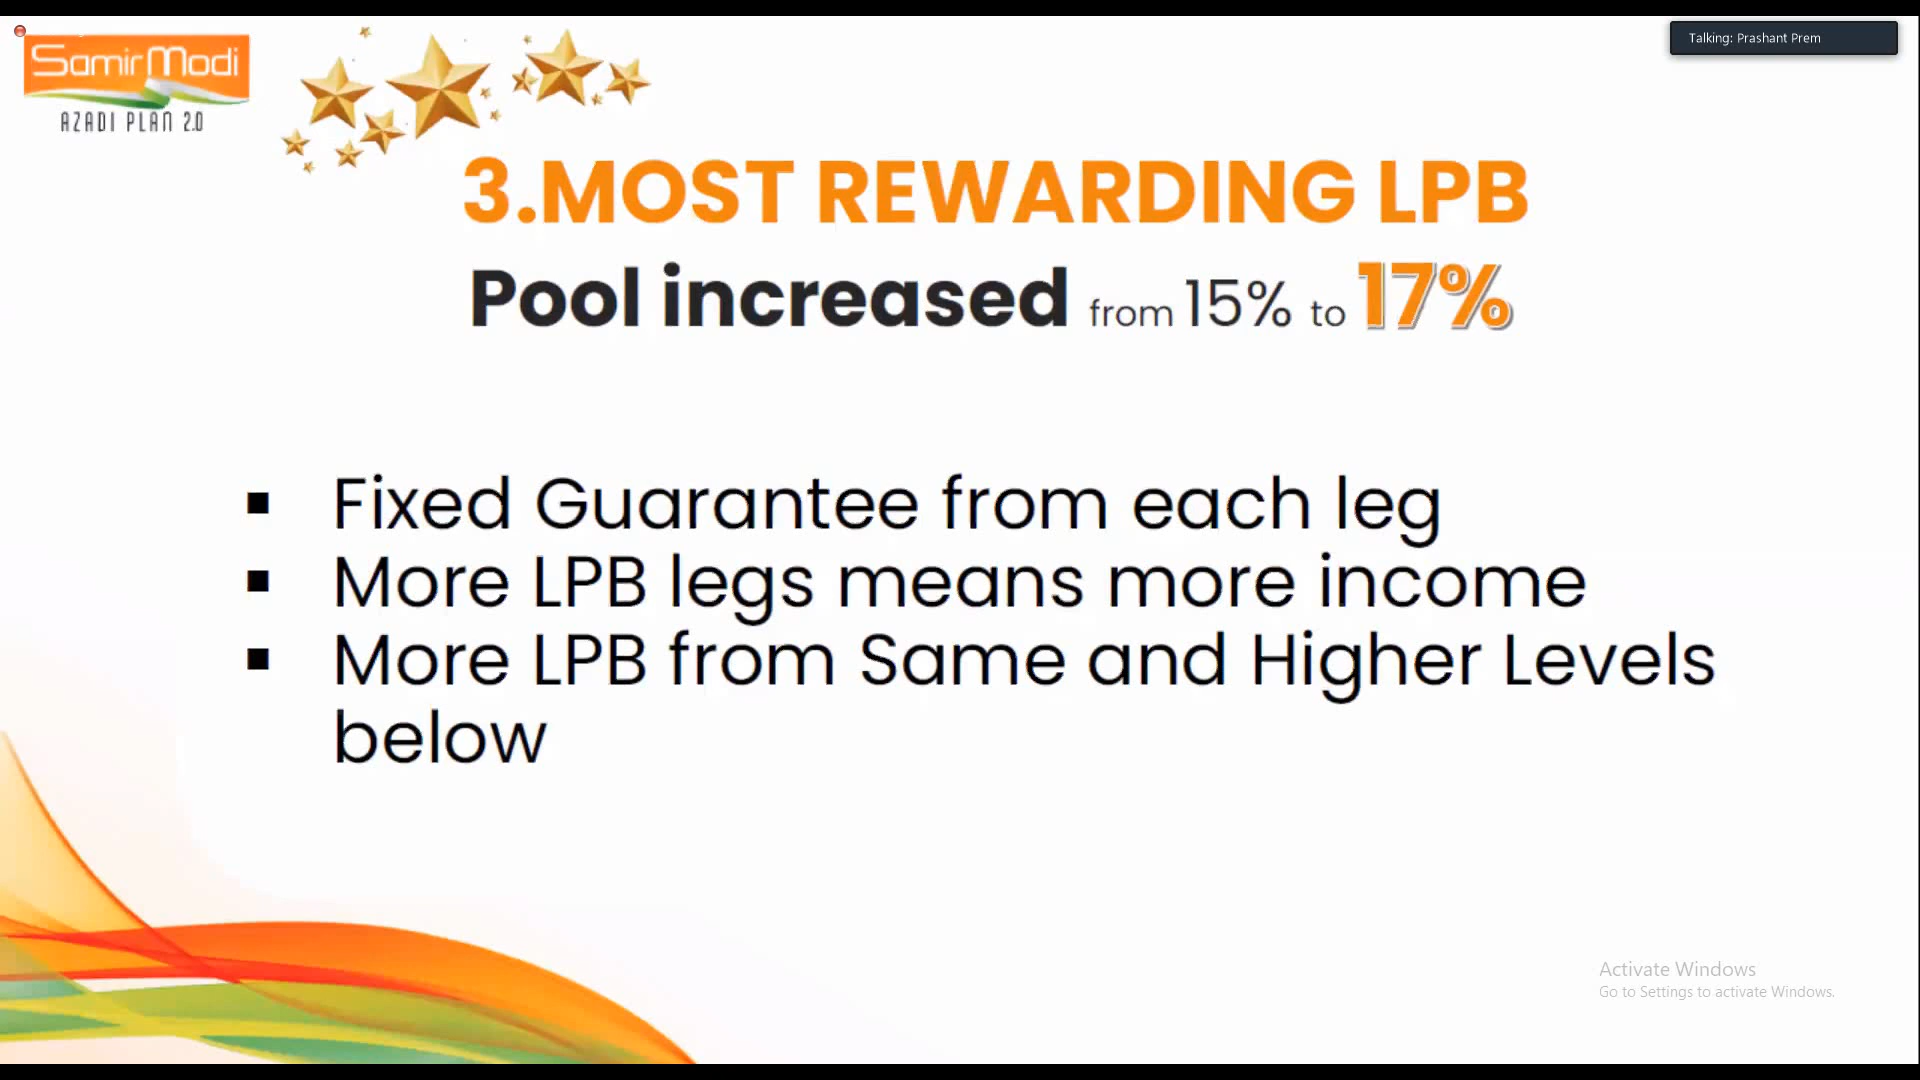 Talking: Prashant Prem
SamirModi
AZADI PLAN 2.0
3.MOST REWARDING LPB
Pool increased from 15% to 17%
▪ Fixed Guarantee from each leg
▪ More LPB legs means more income
▪ More LPB from Same and Higher Levels
below
Activate Windows
Go to Settings to activate Windows.